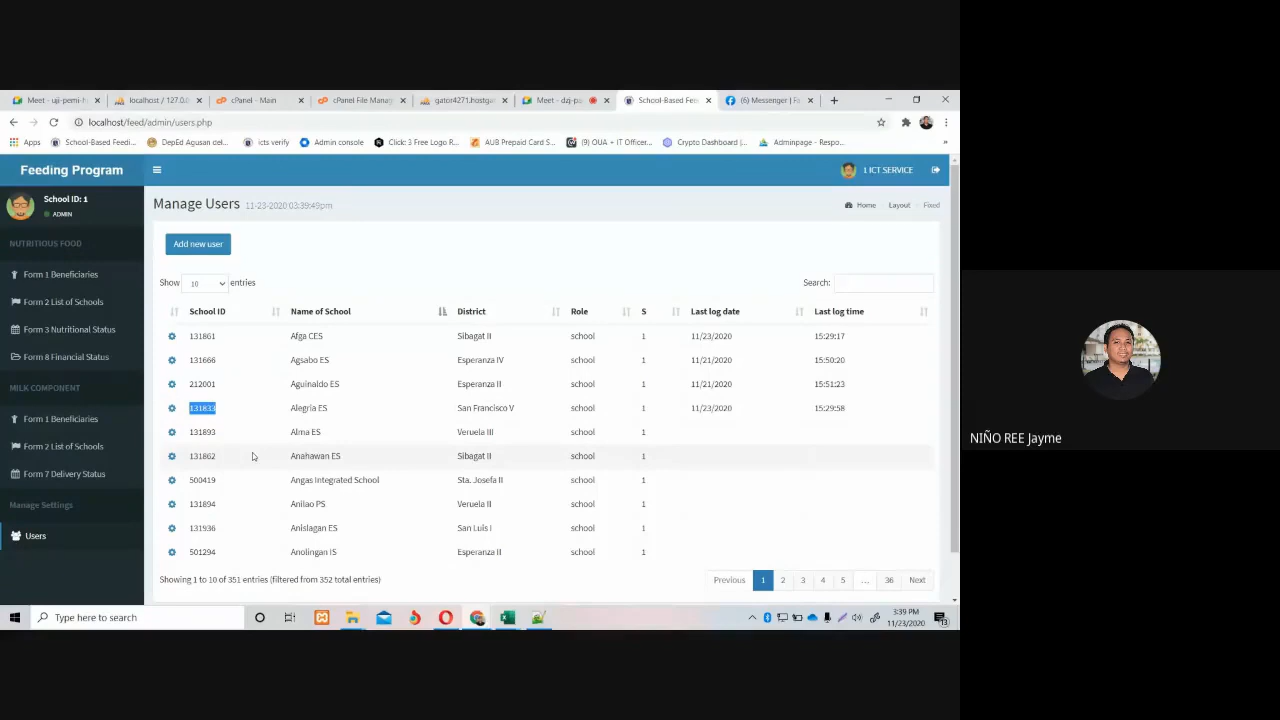 Meet - uji-pemi-h
localhost / 127.0.
cPanel - Main
cPanel File Manag
gator4271.hostgat
Meet - dzj-pa
School-Based Fee
(6) Messenger | Fa
localhost/feed/admin/users.php
Apps
School-Based Feedi...
DepEd Agusan del...
icts verify
Admin console
Click: 3 Free Logo R...
AUB Prepaid Card S...
(9) OUA + IT Officer...
Crypto Dashboard |...
Adminpage - Respo...
Feeding Program
1 ICT SERVICE
School ID: 1
ADMIN
Manage Users 11-23-2020 03:39:49pm
Home Layout Fixed
NUTRITIOUS FOOD
Form 1 Beneficiaries
Form 2 List of Schools
Form 3 Nutritional Status
Form 8 Financial Status
MILK COMPONENT
Form 1 Beneficiaries
Form 2 List of Schools
Form 7 Delivery Status
Manage Settings
Users
Add new user
Show 10 entries
Search:
School ID Name of School District Role S Last log date Last log time
131861 Afga CES Sibagat II school 1 11/23/2020 15:29:17
131666 Agsabo ES Esperanza IV school 1 11/21/2020 15:50:20
212001 Aguinaldo ES Esperanza II school 1 11/21/2020 15:51:23
131833 Alegria ES San Francisco V school 1 11/23/2020 15:29:58
131893 Alma ES Veruela III school 1
131862 Anahawan ES Sibagat II school 1
500419 Angas Integrated School Sta. Josefa II school 1
131894 Anilao PS Veruela II school 1
131936 Anislagan ES San Luis I school 1
501294 Anolingan IS Esperanza II school 1
Showing 1 to 10 of 351 entries (filtered from 352 total entries)
Previous 1 2 3 4 5 ... 36 Next
Type here to search
3:39 PM
11/23/2020
NIÑO REE Jayme